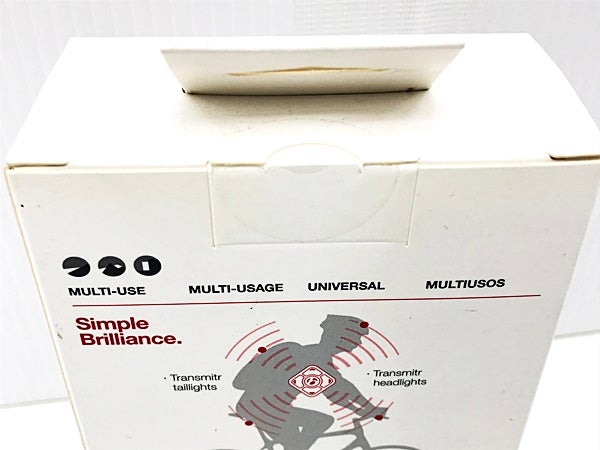 MULTI-USE MULTI-USAGE UNIVERSAL MULTIUSOS
Simple
Brilliance.
· Transmitr
taillights
· Transmitr
headlights